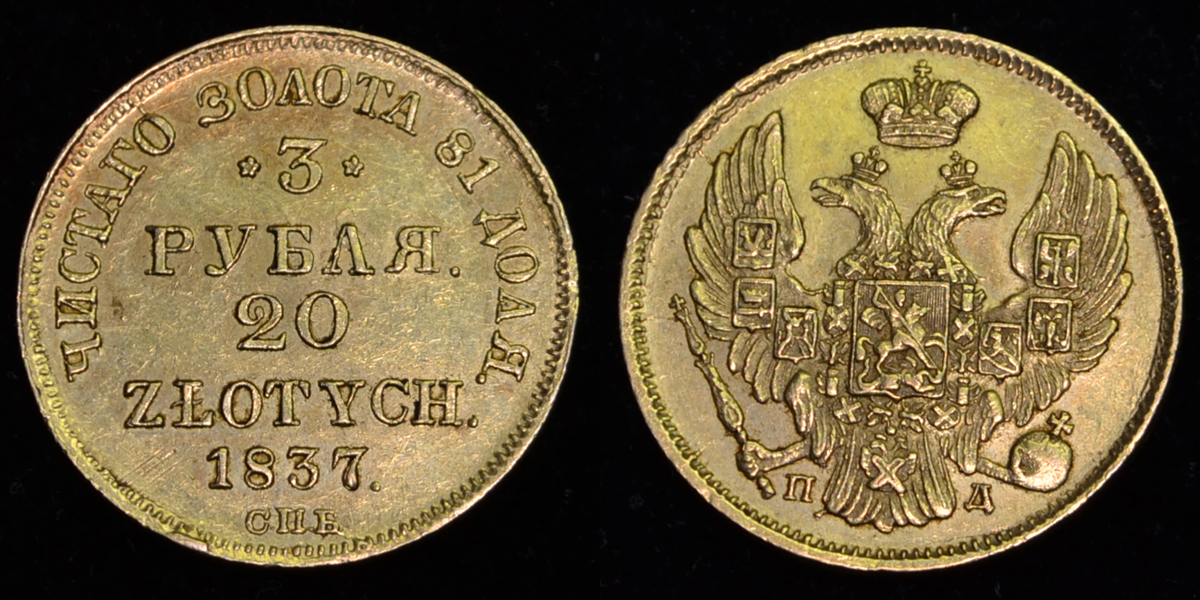 ЧИСТАГО ЗОЛОТА 81 ДОЛЯ.
3
РУБЛЯ.
20
ZŁOTYCH.
1837.
СПБ
П Д